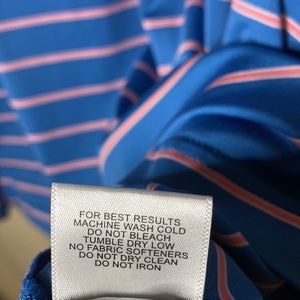 FOR BEST RESULTS
MACHINE WASH COLD
DO NOT BLEACH
TUMBLE DRY LOW
NO FABRIC SOFTENERS
DO NOT DRY CLEAN
DO NOT IRON